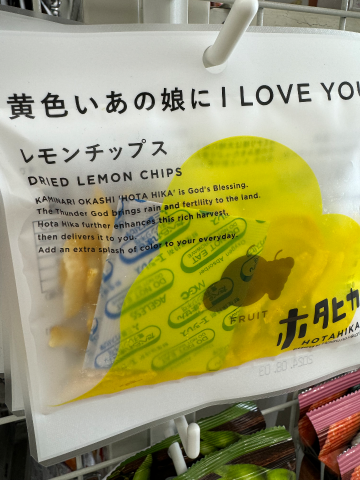 黄色いあの娘に I LOVE YOU
レモンチップス
DRIED LEMON CHIPS
KAMINARI OKASHI 'HOTA HIKA' is God's Blessing.
The Thunder God brings rain and fertility to the land.
Hota Hika further enhances this rich harvest,
then delivers it to you.
Add an extra splash of color to your everyday.
FRUIT
ホタヒカ
HOTAHIKA
2024. 08. 03